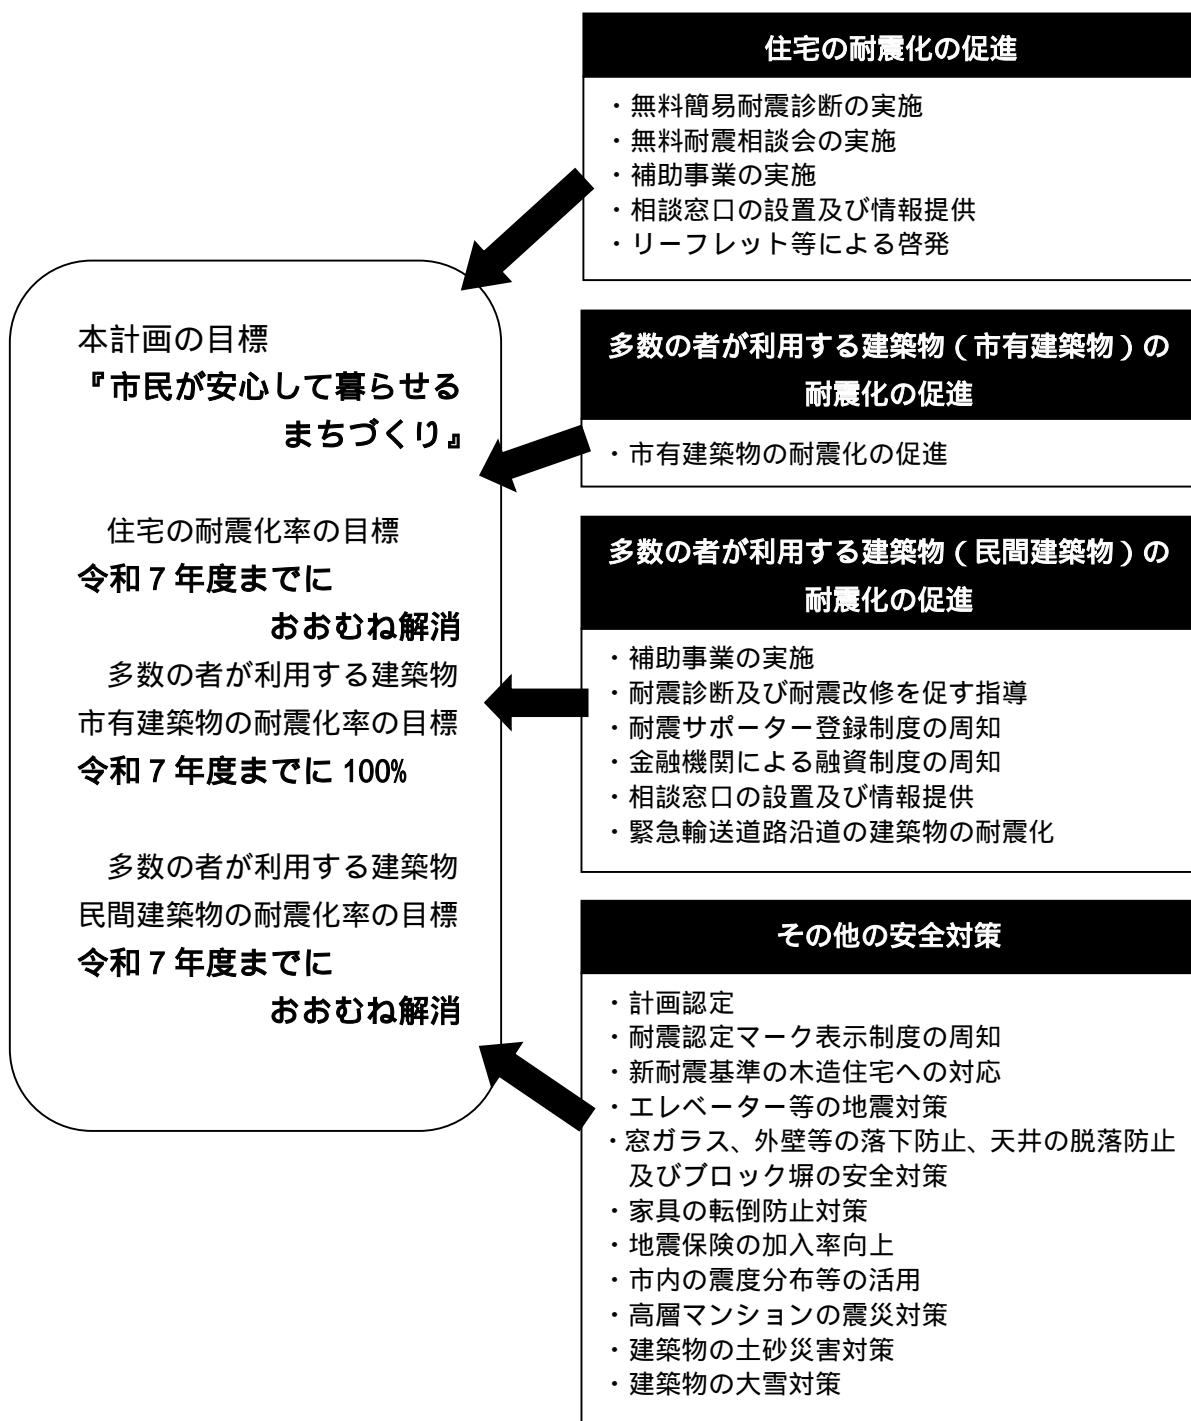 住宅の耐震化の促進
・無料簡易耐震診断の実施
・無料耐震相談会の実施
・補助事業の実施
・相談窓口の設置及び情報提供
・リーフレット等による啓発
本計画の目標
『市民が安心して暮らせる
まちづくり』
住宅の耐震化率の目標
令和７年度までに
おおむね解消
多数の者が利用する建築物
市有建築物の耐震化率の目標
令和７年度までに 100%
多数の者が利用する建築物
民間建築物の耐震化率の目標
令和７年度までに
おおむね解消
多数の者が利用する建築物（市有建築物）の
耐震化の促進
・市有建築物の耐震化の促進
多数の者が利用する建築物（民間建築物）の
耐震化の促進
・補助事業の実施
・耐震診断及び耐震改修を促す指導
・耐震サポーター登録制度の周知
・金融機関による融資制度の周知
・相談窓口の設置及び情報提供
・緊急輸送道路沿道の建築物の耐震化
その他の安全対策
・計画認定
・耐震認定マーク表示制度の周知
・新耐震基準の木造住宅への対応
・エレベーター等の地震対策
・窓ガラス、外壁等の落下防止、天井の脱落防止
及びブロック塀の安全対策
・家具の転倒防止対策
・地震保険の加入率向上
・市内の震度分布等の活用
・高層マンションの震災対策
・建築物の土砂災害対策
・建築物の大雪対策